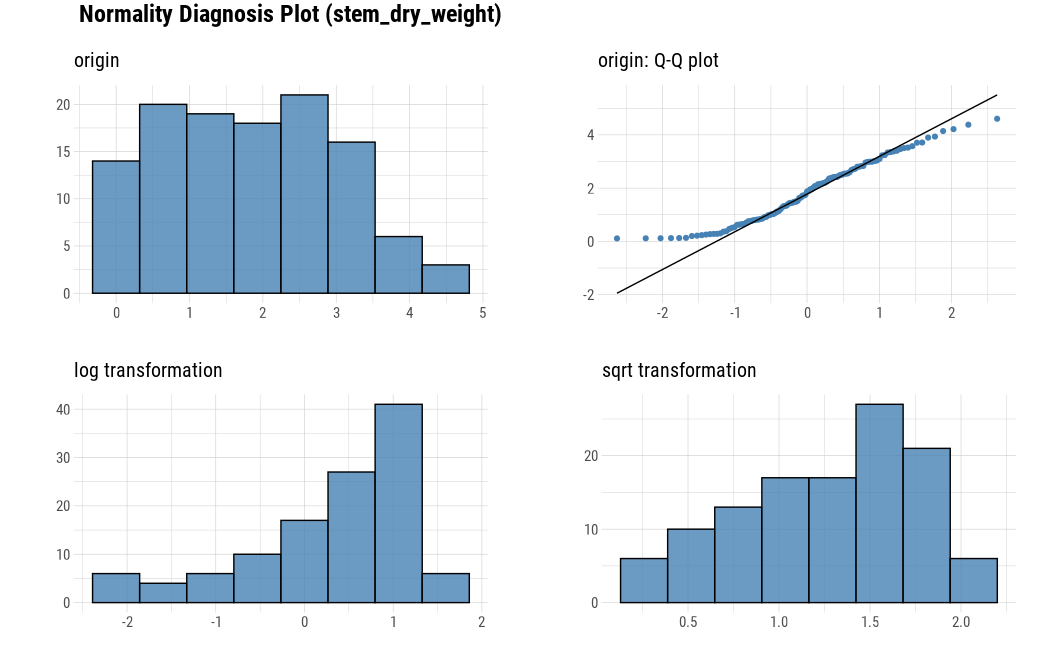 Normality Diagnosis Plot (stem_dry_weight)
origin
20
15
10
5
0
0 1 2 3 4 5
origin: Q-Q plot
4
2
0
-2
-2 -1 0 1 2
log transformation
40
30
20
10
0
-2 -1 0 1 2
sqrt transformation
20
10
0
0.5 1.0 1.5 2.0